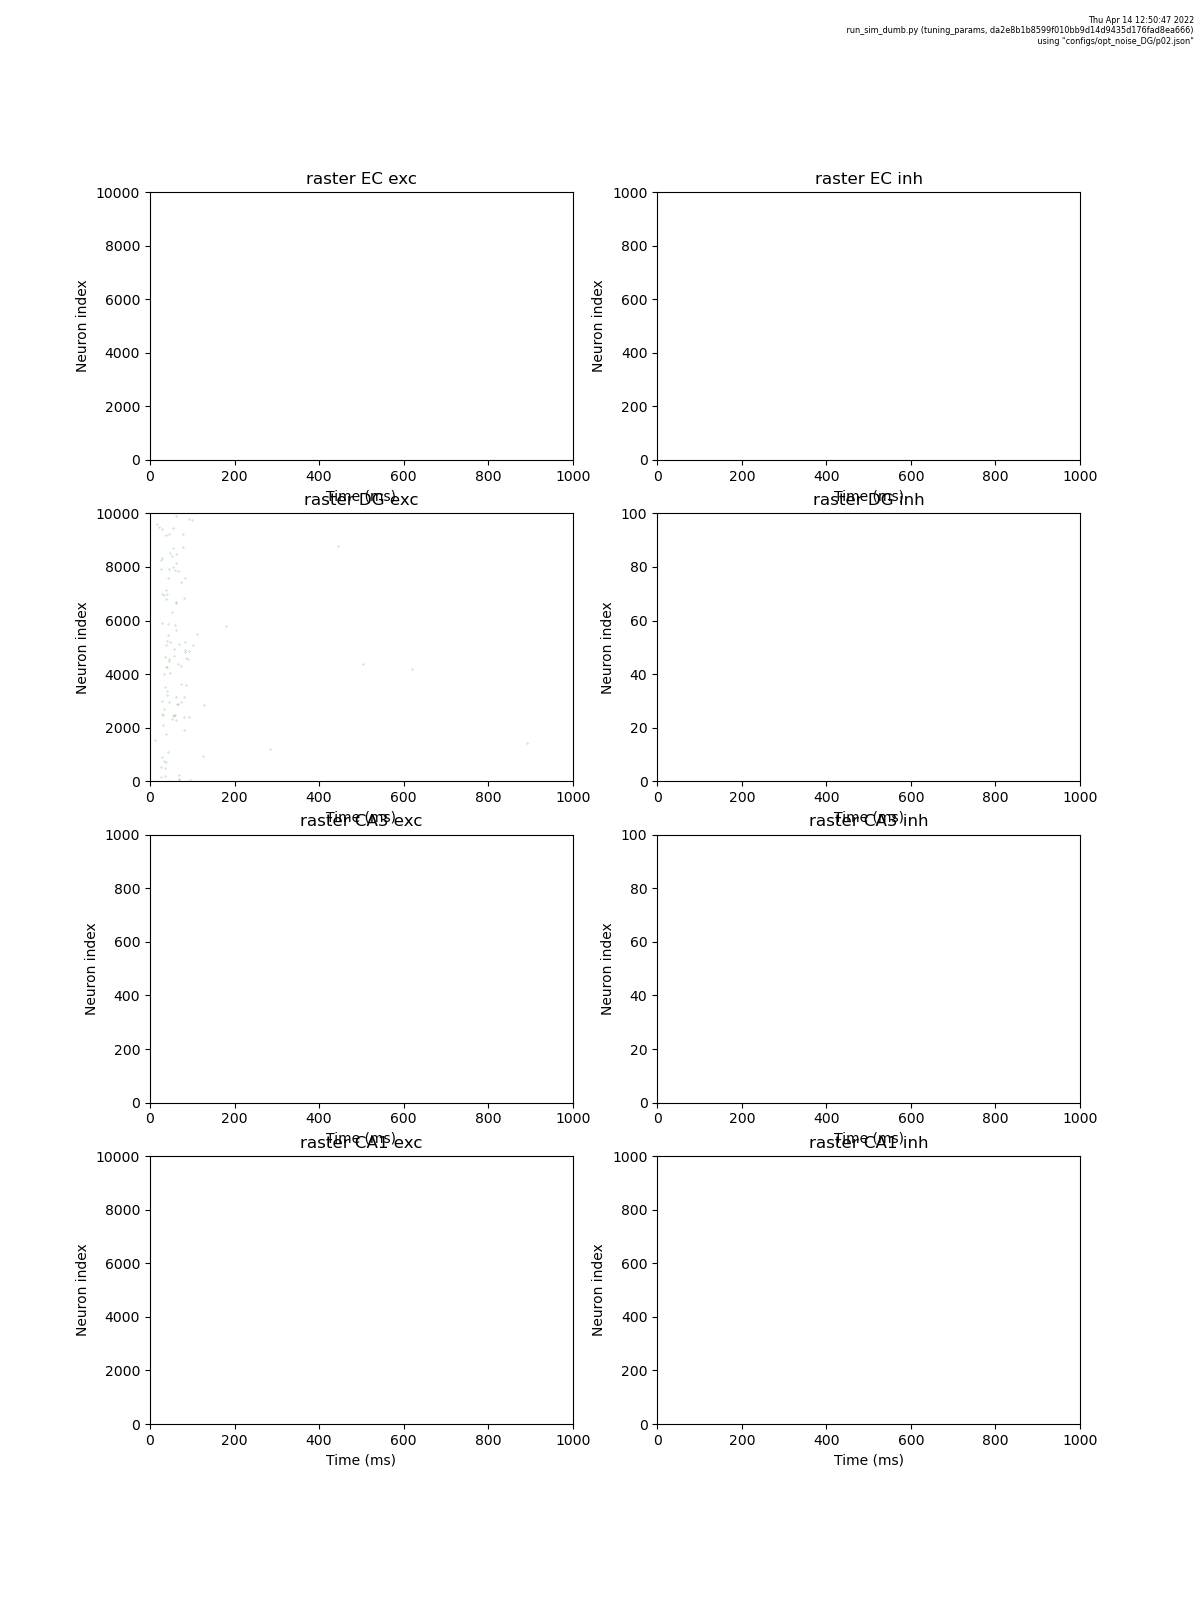 Thu Apr 14 12:50:47 2022
run_sim_dumb.py (tuning_params, da2e8b1b8599f010bb9d14d9435d176fad8ea666)
using "configs/opt_noise_DG/p02.json"
raster EC exc
10000
8000
6000
4000
2000
0
Neuron index
0 200 400 600 800 1000
Time (ms)
raster EC inh
1000
800
600
400
200
0
Neuron index
0 200 400 600 800 1000
Time (ms)
raster DG exc
10000
8000
6000
4000
2000
0
Neuron index
0 200 400 600 800 1000
Time (ms)
raster DG inh
100
80
60
40
20
0
Neuron index
0 200 400 600 800 1000
Time (ms)
raster CA3 exc
1000
800
600
400
200
0
Neuron index
0 200 400 600 800 1000
Time (ms)
raster CA3 inh
100
80
60
40
20
0
Neuron index
0 200 400 600 800 1000
Time (ms)
raster CA1 exc
10000
8000
6000
4000
2000
0
Neuron index
0 200 400 600 800 1000
Time (ms)
raster CA1 inh
1000
800
600
400
200
0
Neuron index
0 200 400 600 800 1000
Time (ms)